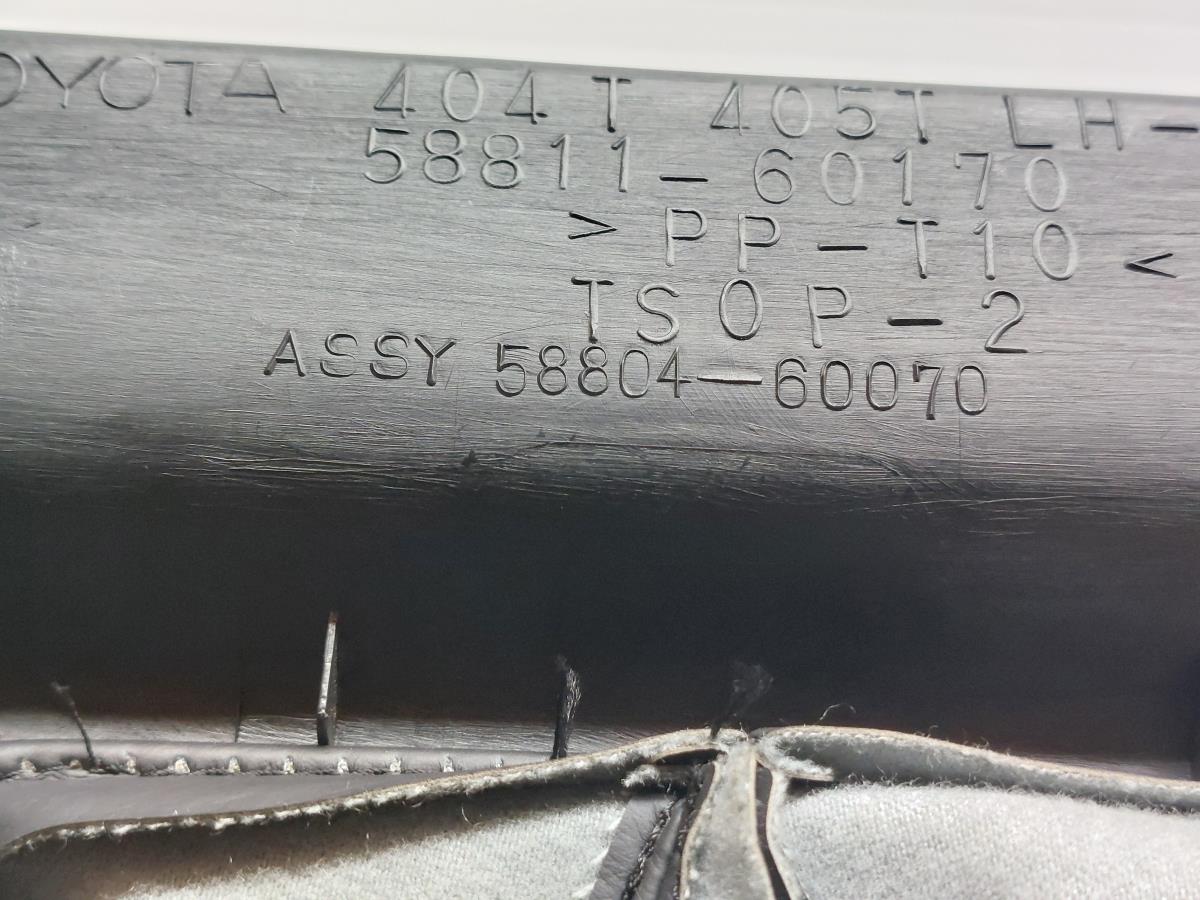 OYOTA 404T 405T LH-
58811-60170
>PP-T10<
TSOP-2
ASSY 58804-60070